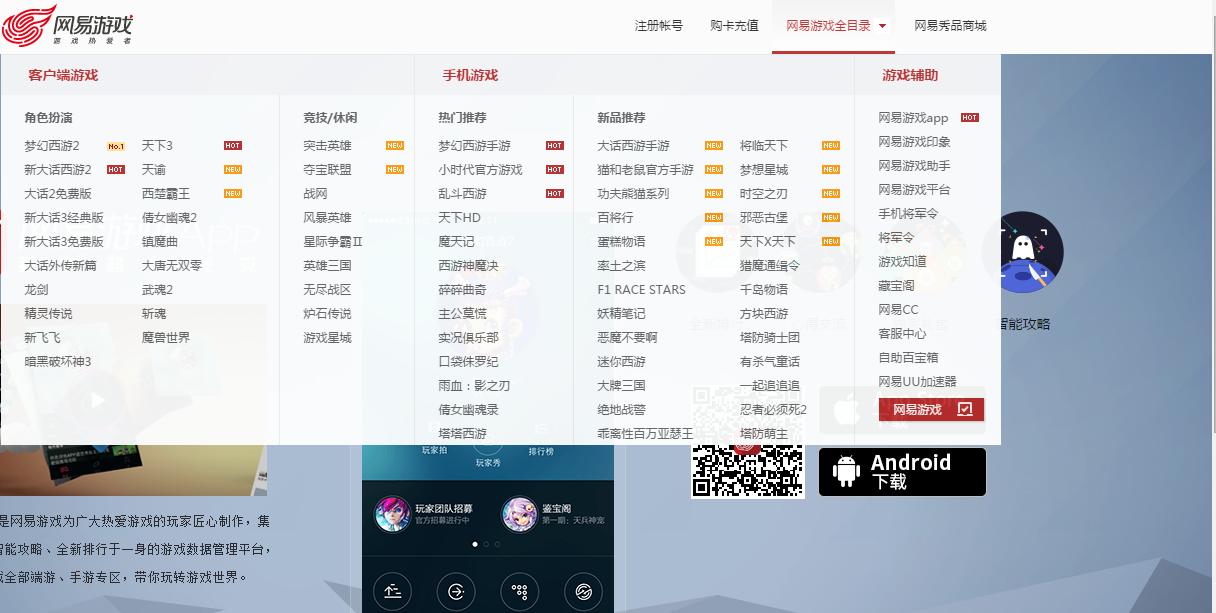 网易游戏
游戏热爱者
注册帐号 购卡充值 网易游戏全目录 网易秀品商城
客户端游戏 手机游戏 游戏辅助
角色扮演
梦幻西游2 No.1 天下3 HOT
新大话西游2 HOT 天谕 NEW
大话2免费版 西楚霸王 NEW
新大话3经典版 倩女幽魂2
新大话3免费版 镇魔曲
大话外传新篇 大唐无双零
龙剑 武魂2
精灵传说 斩魂
新飞飞 魔兽世界
暗黑破坏神3
竞技/休闲
突击英雄 NEW
夺宝联盟 NEW
战网
风暴英雄
星际争霸II
英雄三国
无尽战区
炉石传说
游戏星城
热门推荐
梦幻西游手游 HOT
小时代官方游戏 HOT
乱斗西游 HOT
天下HD
魔天记
西游神魔决
碎碎曲奇
主公莫慌
实况俱乐部
口袋侏罗纪
雨血：影之刃
倩女幽魂录
塔塔西游
新品推荐
大话西游手游 NEW 将临天下 NEW
猫和老鼠官方手游 NEW 梦想星城 NEW
功夫熊猫系列 NEW 时空之刃 NEW
百将行 NEW 邪恶古堡 NEW
蛋糕物语 NEW 天下X天下 NEW
率土之滨 猎魔通缉令
F1 RACE STARS 千岛物语
妖精笔记 方块西游
恶魔不要啊 塔防骑士团
迷你西游 有杀气童话
大牌三国 一起追追追
绝地战警 忍者必须死2
乖离性百万亚瑟王 塔防萌主
网易游戏app HOT
网易游戏印象
网易游戏助手
网易游戏平台
手机将军令
将军令
游戏知道
藏宝阁
网易CC
客服中心
自助百宝箱
网易UU加速器
网易游戏
智能攻略
玩家拍 玩家秀 排行榜
Android
下载
玩家团队招募
官方招募进行中
鉴宝阁
第一期：天兵神宠
是网易游戏为广大热爱游戏的玩家匠心制作，集
智能攻略、全新排行于一身的游戏数据管理平台，
戏全部端游、手游专区，带你玩转游戏世界。